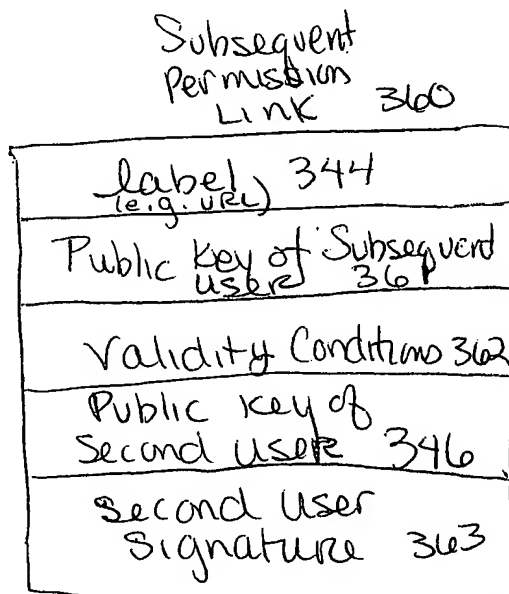 Subsequent
Permission
Link 360
label 344
(e.g. URL)
Public Key of Subsequent
user 361
Validity Conditions 362
Public Key of
Second user 346
Second User
Signature 363